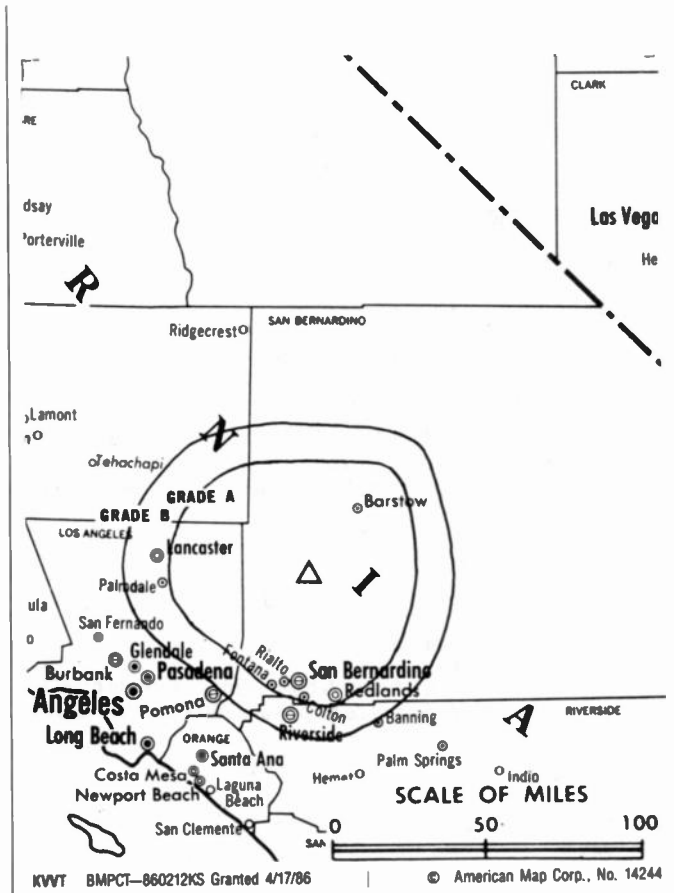 CLARK
RE
dsay
Las Vega
Porterville
He
R
SAN BERNARDINO
Ridgecrest
Lamont
N
Tehachapi
GRADE A
Barstow
GRADE B
LOS ANGELES
Lancaster
I
Palmdale
ula
San Fernando
o
Glendale
Rialto
Burbank
Pasadena
Fontana
San Bernardino
Angeles
Pomona
Redlands
Colton
Banning
A
RIVERSIDE
Riverside
Long Beach
ORANGE
Santa Ana
Palm Springs
Costa Mesa
Hemet
Indio
Newport Beach
Laguna
Beach
SCALE OF MILES
San Clemente
0 50 100
SAN
KVVT BMPCT—860212KS Granted 4/17/86
© American Map Corp., No. 14244